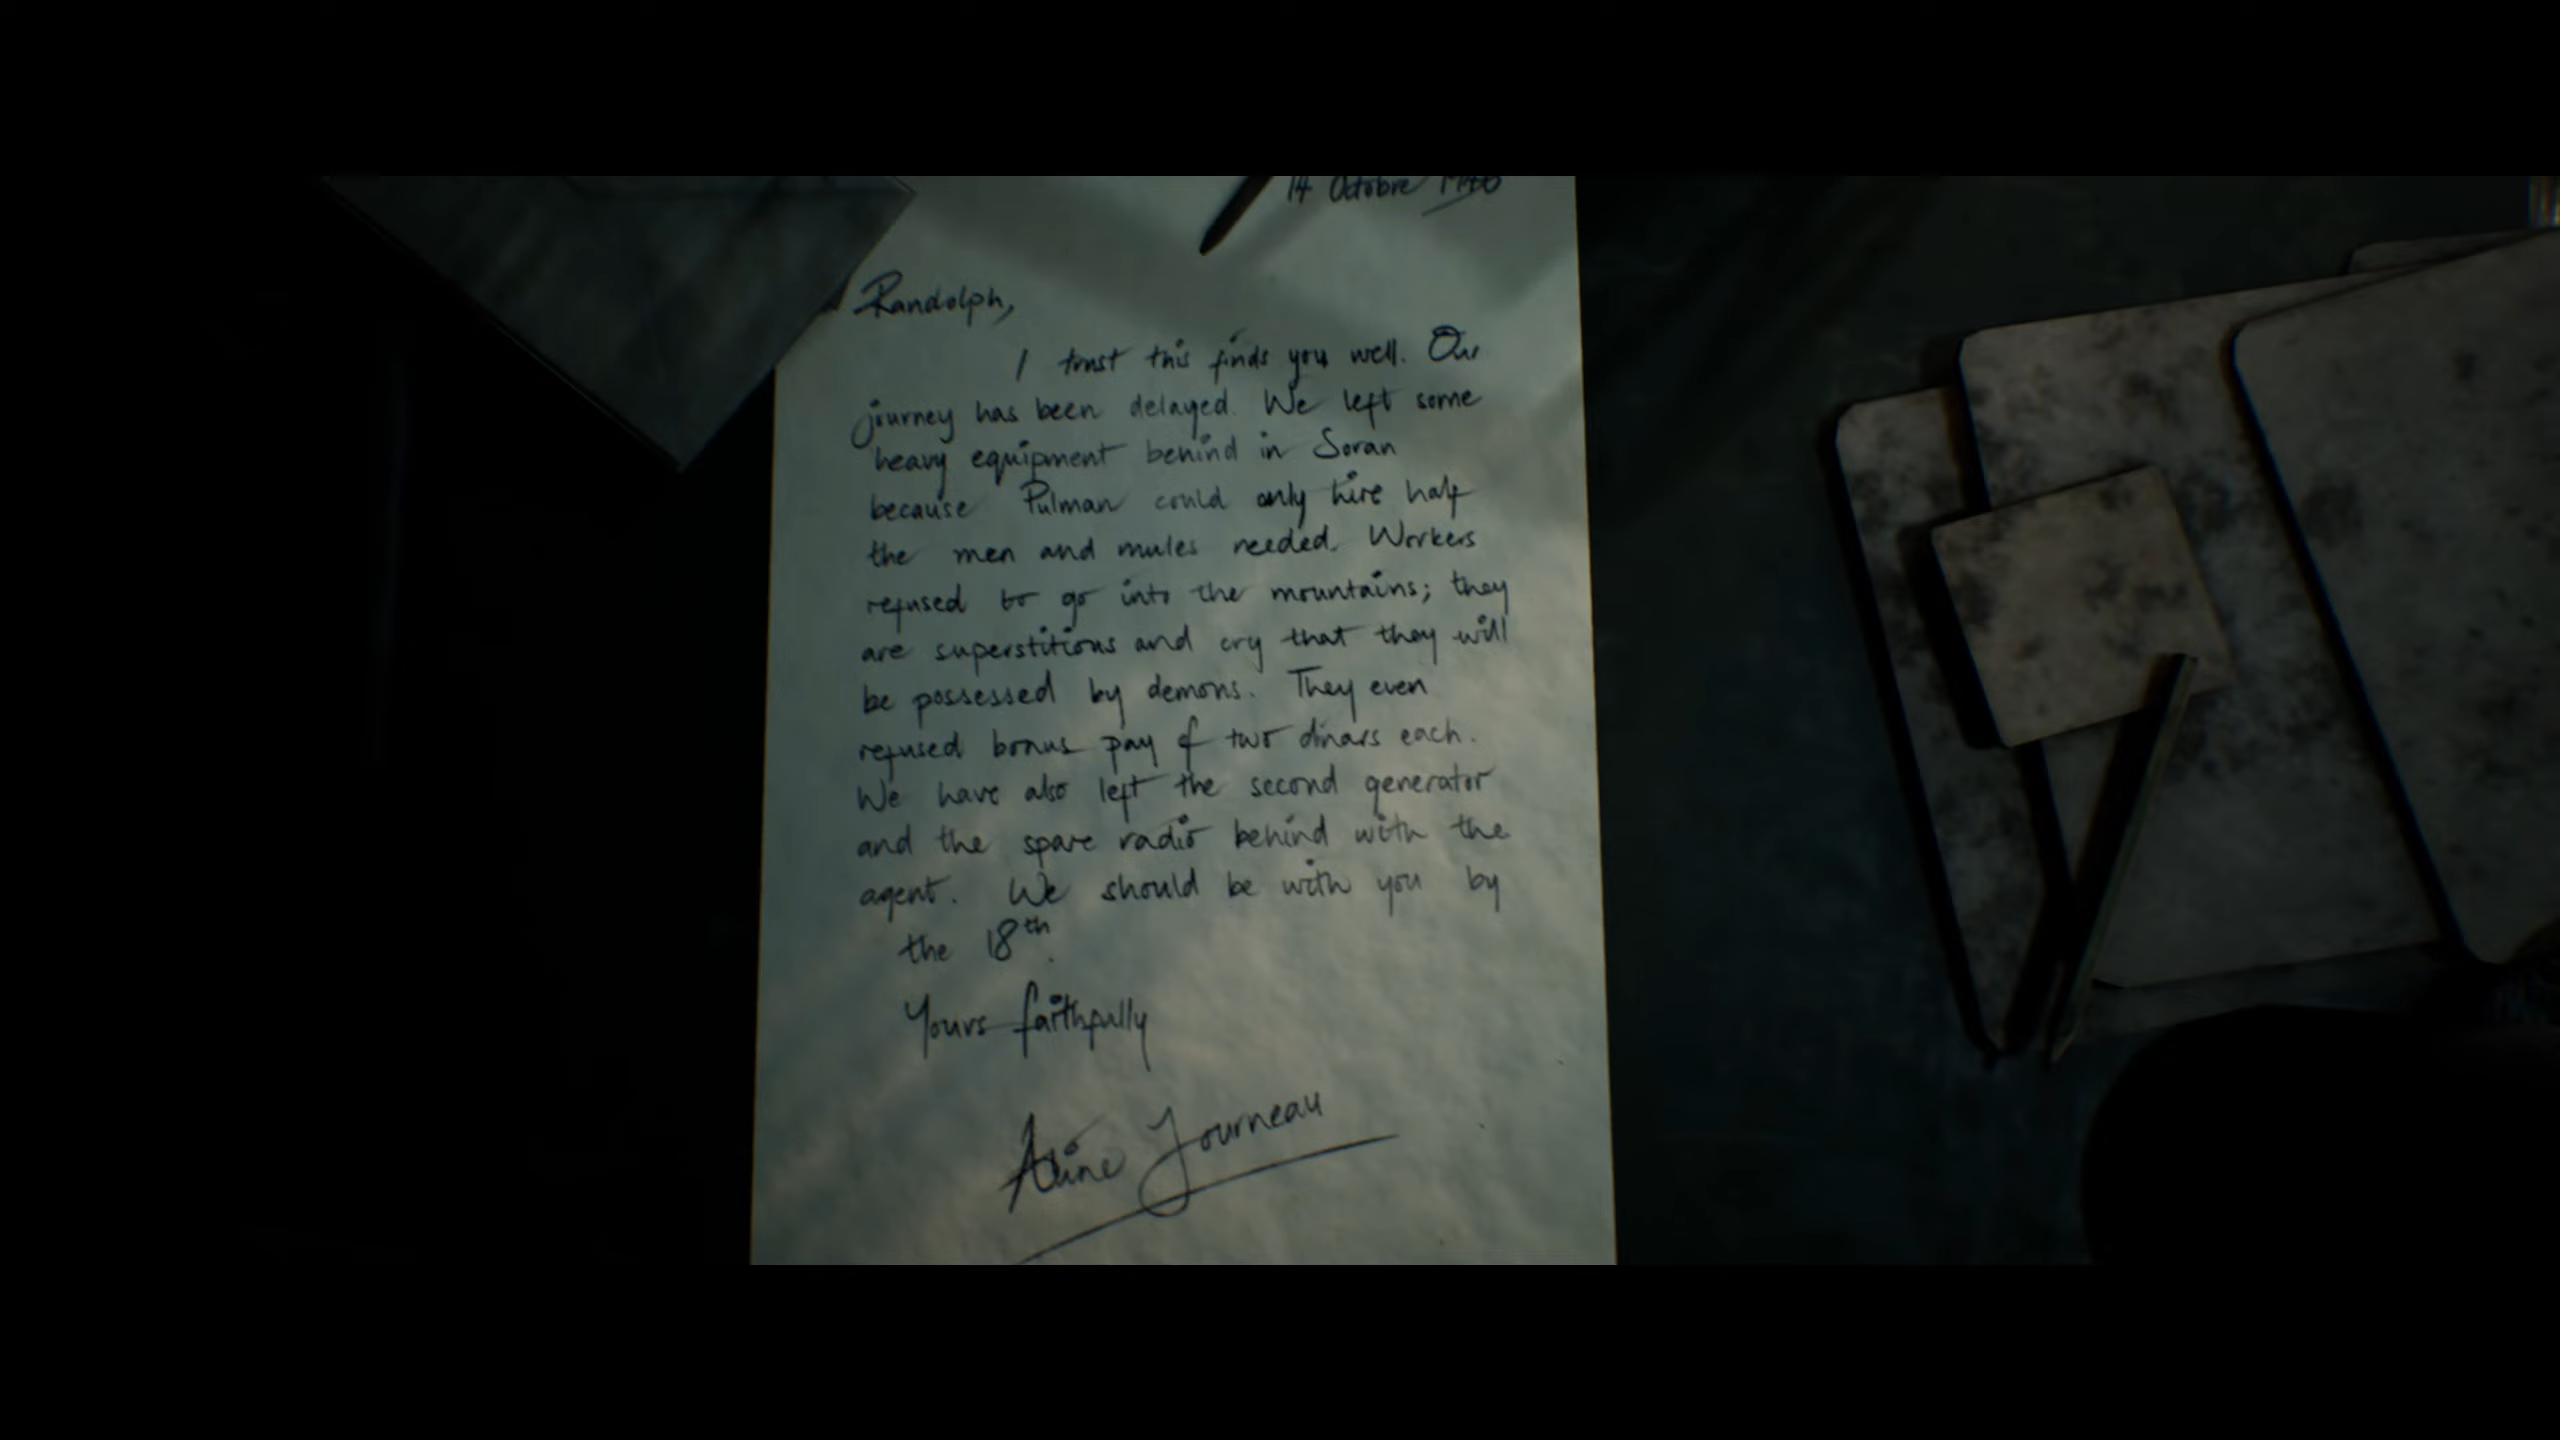 14 Octobre
Randolph,
I trust this finds you well. Our
journey has been delayed. We left some
heavy equipment behind in Soran
because Pulman could only hire half
the men and mules needed. Workers
refused to go into the mountains; they
are superstitious and cry that they will
be possessed by demons. They even
refused bonus pay of two dinars each.
We have also left the second generator
and the spare radio behind with the
agent. We should be with you by
the 18th.
Yours faithfully
Aline Journeau